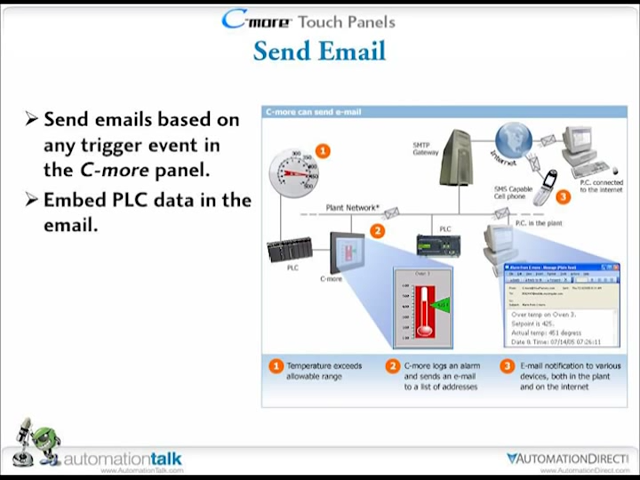 C-more Touch Panels
Send Email
➢ Send emails based on
any trigger event in
the C-more panel.
➢ Embed PLC data in the
email.
C-more can send e-mail
1
SMTP
Gateway
Internet
P.C. connected
to the internet
SMS Capable
Cell phone
3
Plant Network*
2
P.C. in the plant
PLC
PLC
C-more
Over temp on Oven 3.
Setpoint is 425.
Actual temp: 451 degress
Date & Time: 07/14/05 07:26:11
1 Temperature exceeds
allowable range
2 C-more logs an alarm
and sends an e-mail
to a list of addresses
3 E-mail notification to various
devices, both in the plant
and on the internet
automationtalk
www.AutomationTalk.com
AUTOMATIONDIRECT
www.automationdirect.com